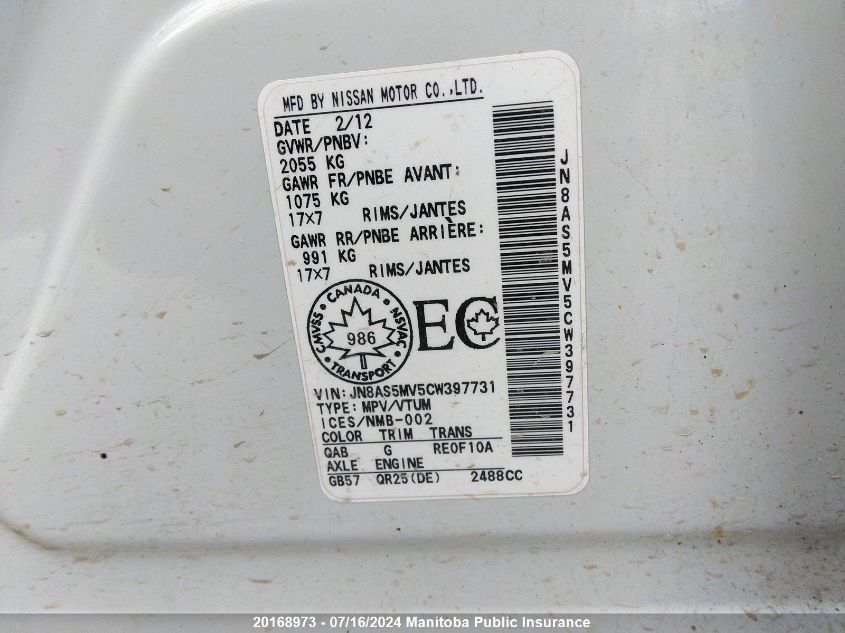 MFD BY NISSAN MOTOR CO.,LTD.
DATE 2/12
GVWR/PNBV:
2055 KG
GAWR FR/PNBE AVANT:
1075 KG
17X7 RIMS/JANTES
GAWR RR/PNBE ARRIÈRE:
991 KG
17X7 RIMS/JANTES
CANADA
CMVSS NSVAC
986
TRANSPORT
EC
VIN:JN8AS5MV5CW397731
TYPE:MPV/VTUM
ICES/NMB-002
COLOR TRIM TRANS
QAB G RE0F10A
AXLE ENGINE
GB57 QR25(DE) 2488CC
JN8AS5MV5CW397731
20168973 - 07/16/2024 Manitoba Public Insurance